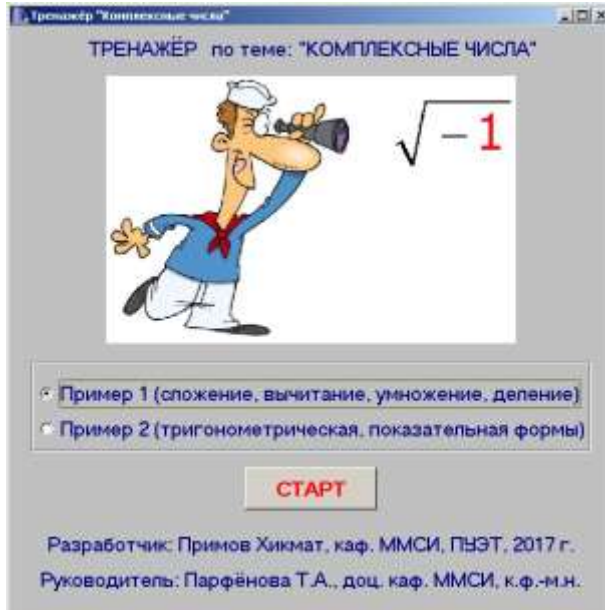 Тренажёр "Комплексные числа"
ТРЕНАЖЁР по теме: "КОМПЛЕКСНЫЕ ЧИСЛА"
√-1
Пример 1 (сложение, вычитание, умножение, деление)
Пример 2 (тригонометрическая, показательная формы)
СТАРТ
Разработчик: Примов Хикмат, каф. ММСИ, ПУЭТ, 2017 г.
Руководитель: Парфёнова Т.А., доц. каф. ММСИ, к.ф.-м.н.